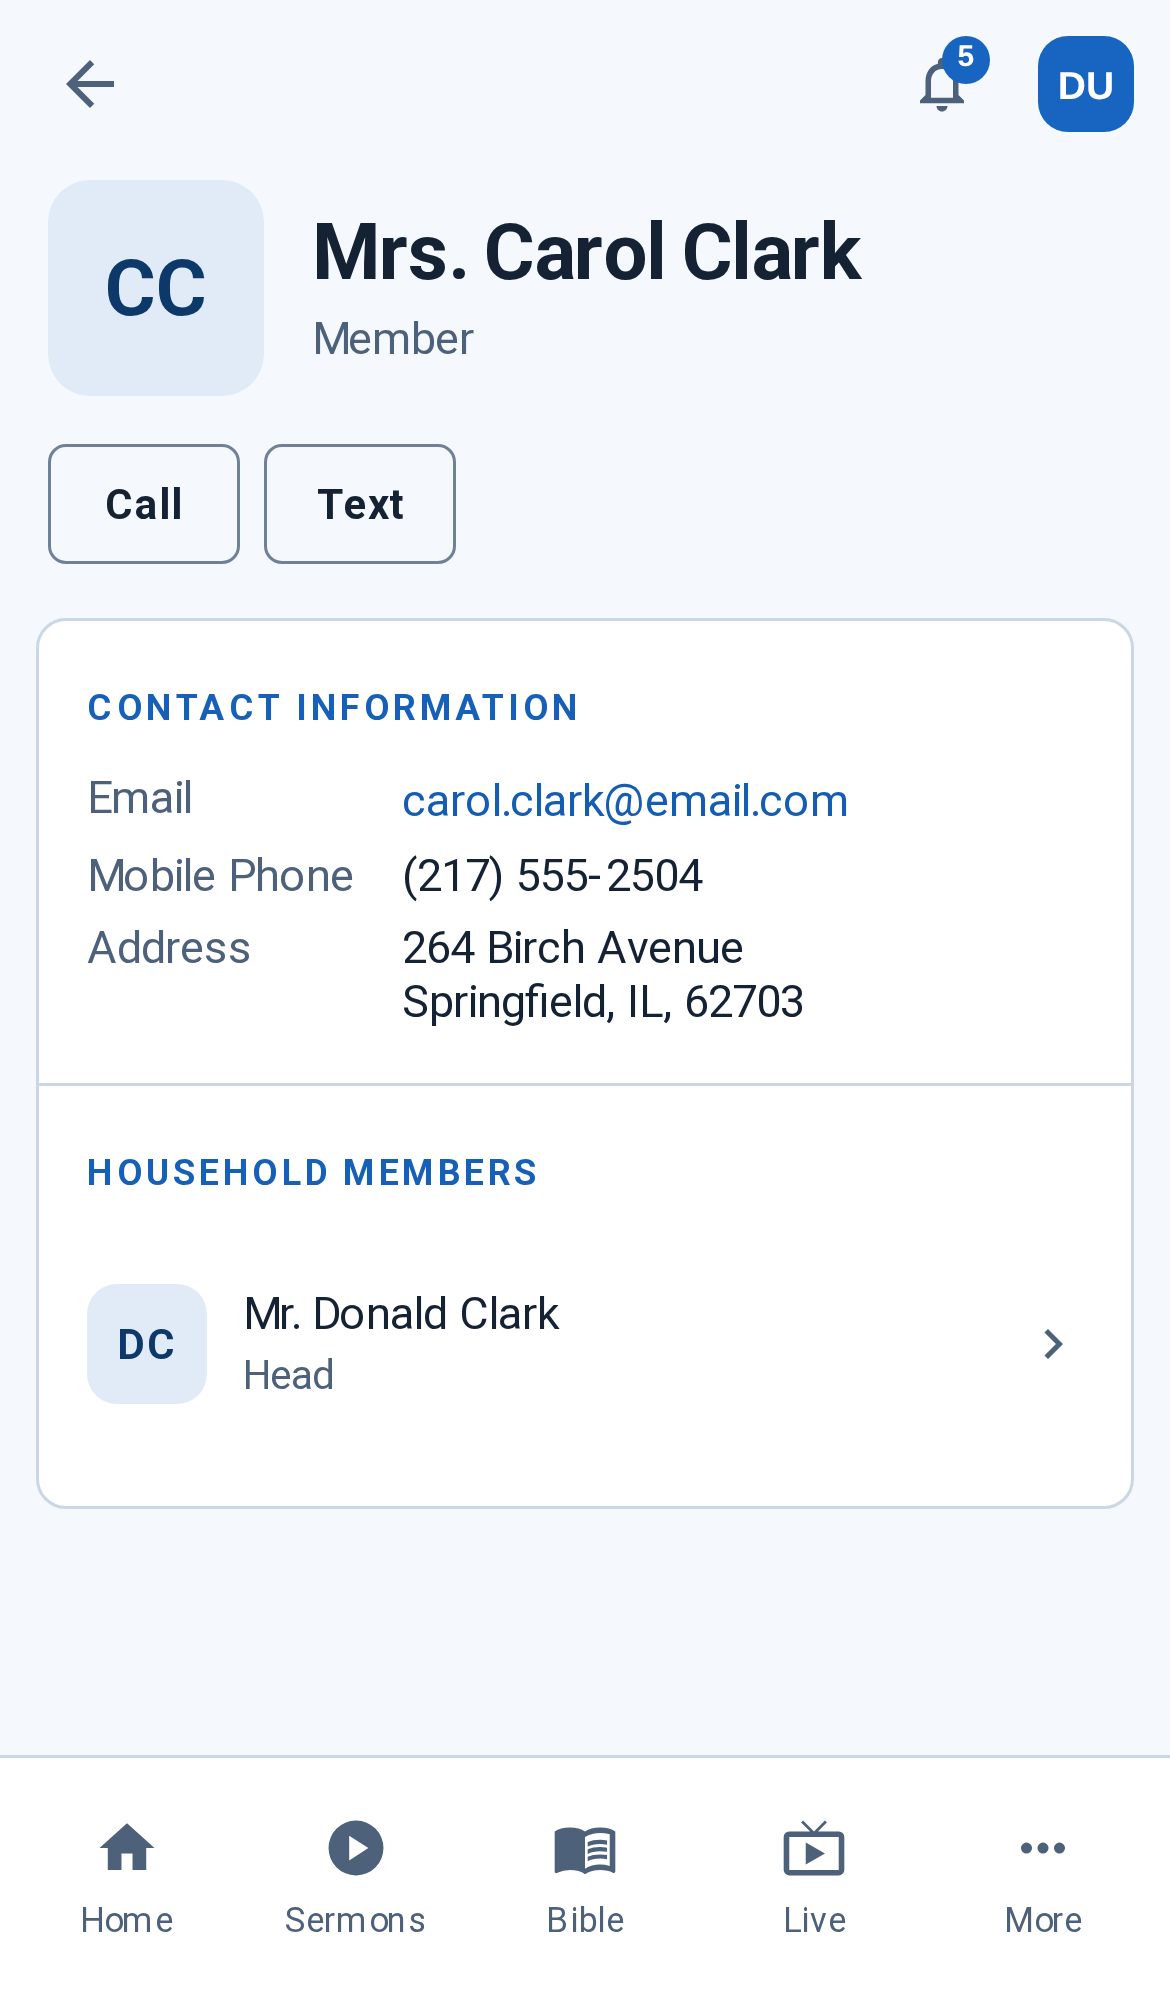 5
DU
CC
Mrs. Carol Clark
Member
Call
Text
CONTACT INFORMATION
Email
carol.clark@email.com
Mobile Phone
(217) 555-2504
Address
264 Birch Avenue
Springfield, IL, 62703
HOUSEHOLD MEMBERS
DC
Mr. Donald Clark
Head
Home
Sermons
Bible
Live
More